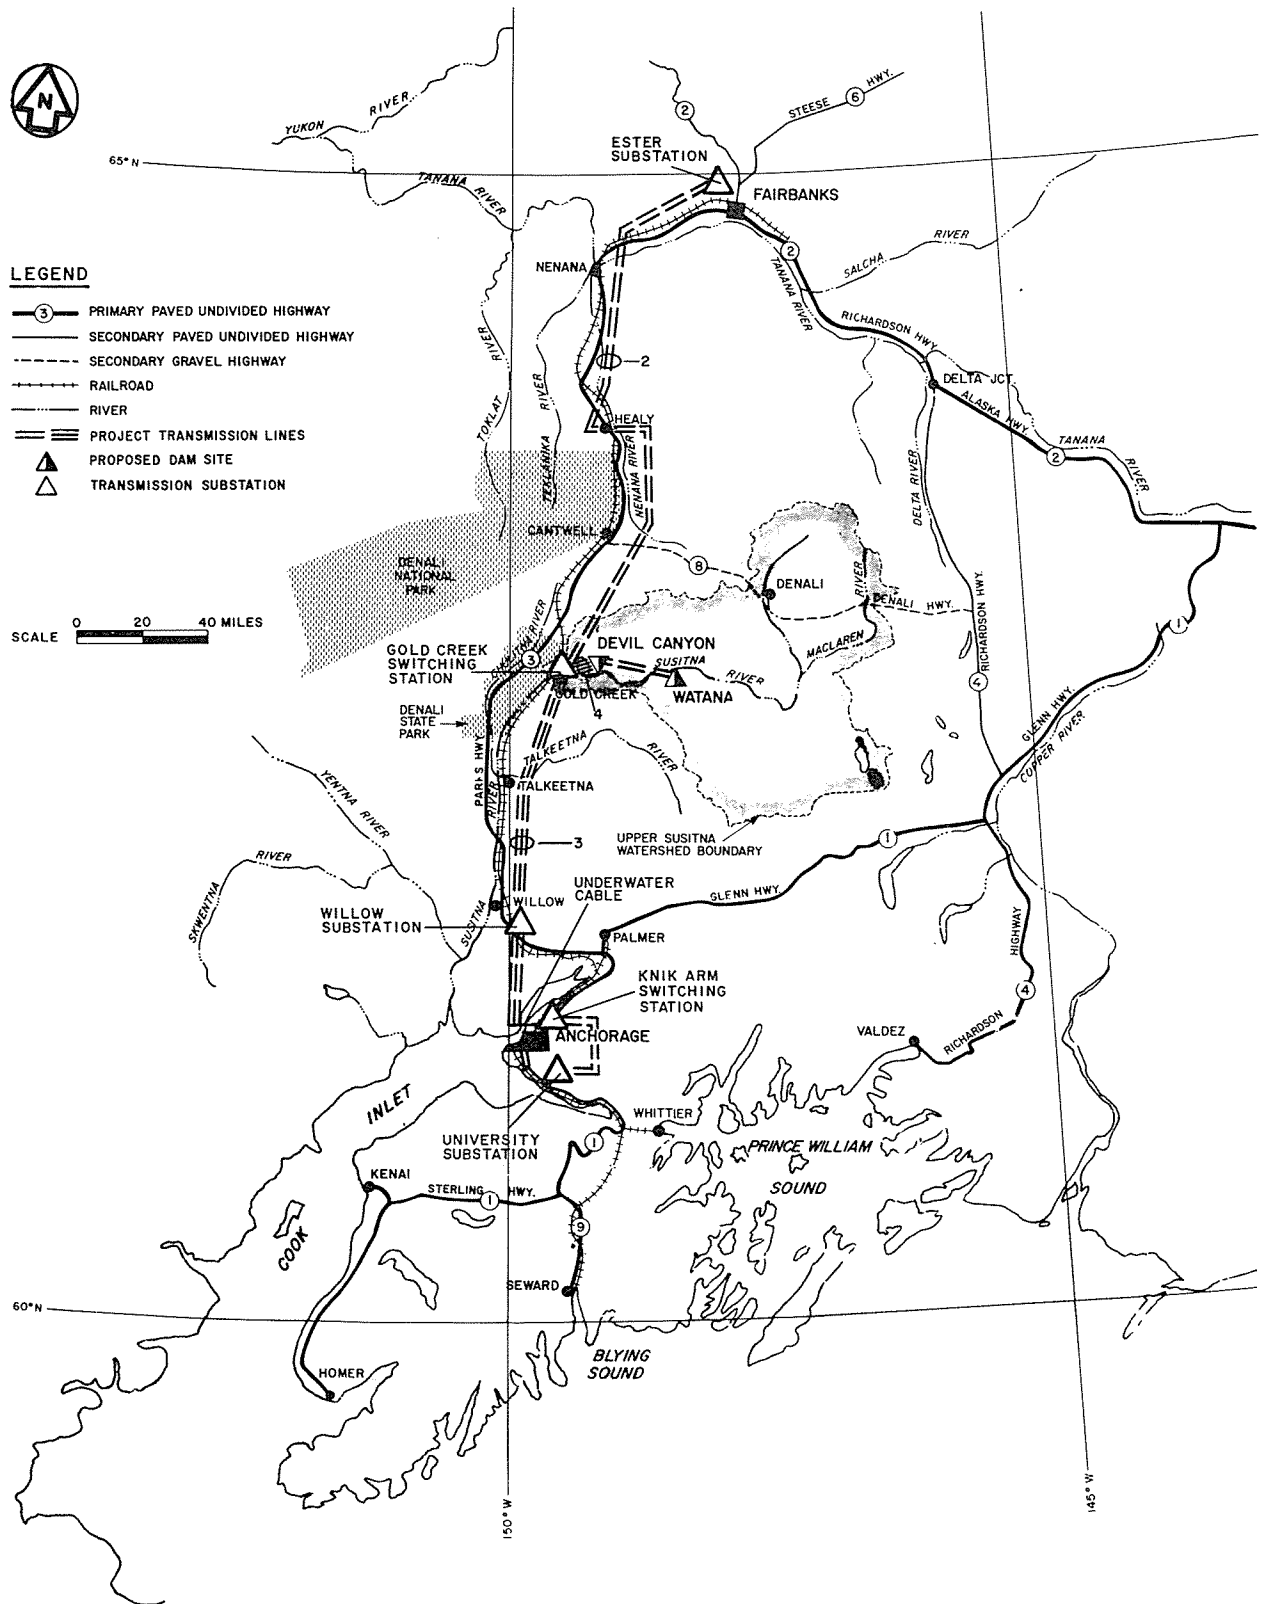 N
YUKON RIVER
65° N
TANANA RIVER
2
STEESE HWY.
6
ESTER
SUBSTATION
FAIRBANKS
NENANA
2
TANANA RIVER
SALCHA RIVER
RICHARDSON HWY.
DELTA JCT.
ALASKA HWY.
2
TANANA RIVER
LEGEND
3 PRIMARY PAVED UNDIVIDED HIGHWAY
SECONDARY PAVED UNDIVIDED HIGHWAY
SECONDARY GRAVEL HIGHWAY
RAILROAD
RIVER
PROJECT TRANSMISSION LINES
PROPOSED DAM SITE
TRANSMISSION SUBSTATION
TOKLAT RIVER
TEKLANIKA RIVER
2
HEALY
NENANA RIVER
DELTA RIVER
CANTWELL
8
DENALI
NATIONAL
PARK
DENALI
MACLAREN RIVER
DENALI HWY.
RICHARDSON HWY.
4
1
SCALE 0 20 40 MILES
GOLD CREEK
SWITCHING
STATION
CHULITNA RIVER
3
DEVIL CANYON
SUSITNA RIVER
WATANA
GOLD CREEK
4
DENALI
STATE
PARK
PARKS HWY.
TALKEETNA RIVER
TALKEETNA
GLENN HWY.
COPPER RIVER
YENTNA RIVER
SKWENTNA RIVER
SUSITNA RIVER
3
UPPER SUSITNA
WATERSHED BOUNDARY
1
GLENN HWY.
UNDERWATER
CABLE
WILLOW
WILLOW
SUBSTATION
PALMER
KNIK ARM
SWITCHING
STATION
ANCHORAGE
VALDEZ
RICHARDSON HIGHWAY
4
COOK INLET
UNIVERSITY
SUBSTATION
1
WHITTIER
PRINCE WILLIAM
SOUND
KENAI
STERLING HWY.
1
9
SEWARD
60° N
HOMER
BLYING
SOUND
150° W
145° W